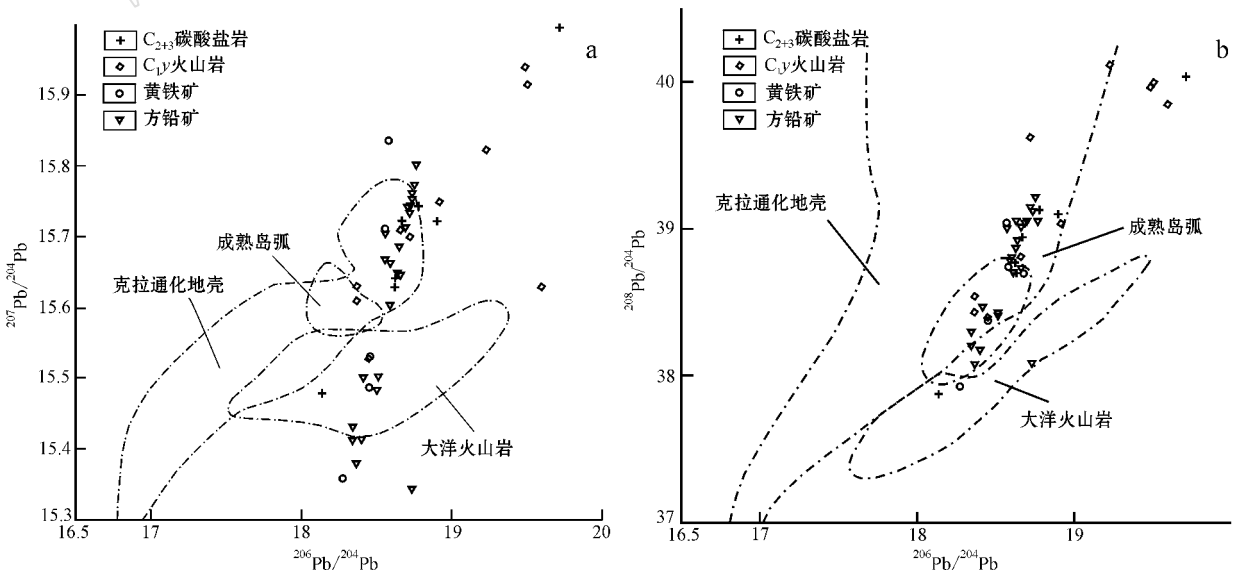 a
C₂₊₃碳酸盐岩
C₁y火山岩
黄铁矿
方铅矿
15.9
15.8
15.7
15.6
15.5
15.4
15.3
²⁰⁷Pb/²⁰⁴Pb
成熟岛弧
克拉通化地壳
大洋火山岩
16.5
17
18
19
20
²⁰⁶Pb/²⁰⁴Pb
b
C₂₊₃碳酸盐岩
C₁y火山岩
黄铁矿
方铅矿
40
39
38
37
²⁰⁸Pb/²⁰⁴Pb
克拉通化地壳
成熟岛弧
大洋火山岩
16.5
17
18
19
²⁰⁶Pb/²⁰⁴Pb